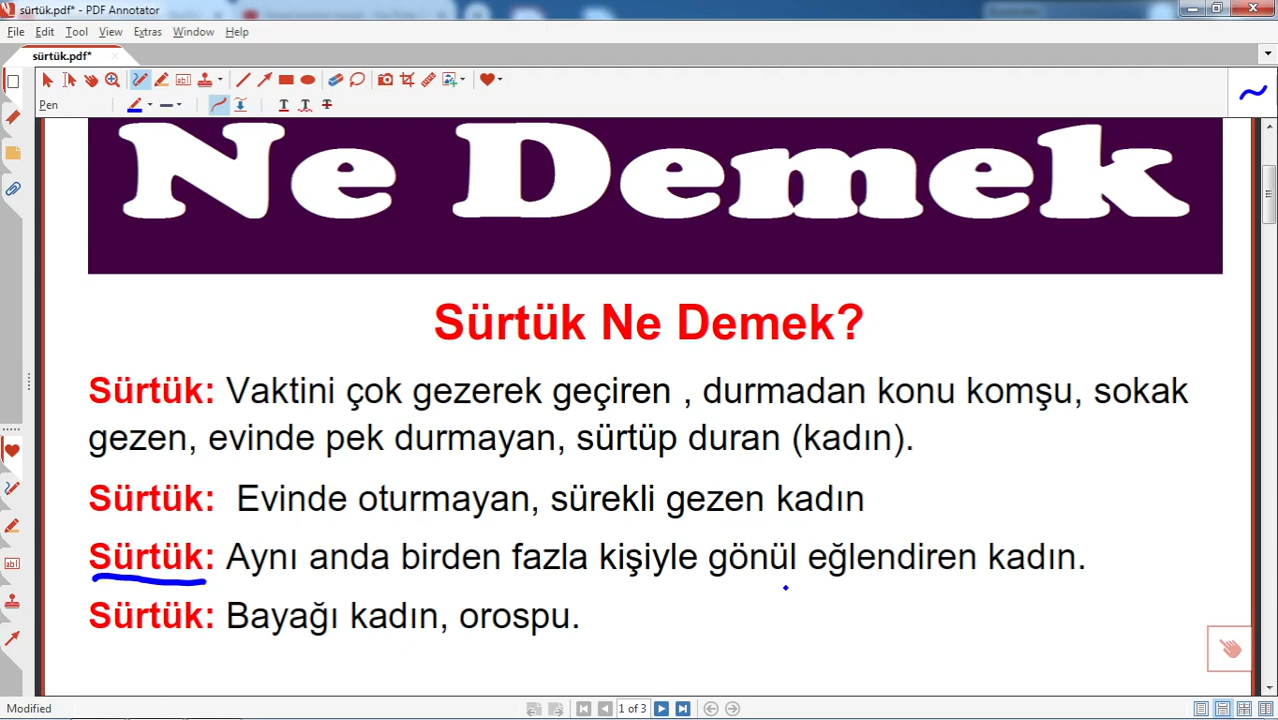 sürtük.pdf* - PDF Annotator
File Edit Tool View Extras Window Help
sürtük.pdf*
Pen
Ne Demek
Sürtük Ne Demek?
Sürtük: Vaktini çok gezerek geçiren , durmadan konu komşu, sokak
gezen, evinde pek durmayan, sürtüp duran (kadın).
Sürtük: Evinde oturmayan, sürekli gezen kadın
Sürtük: Aynı anda birden fazla kişiyle gönül eğlendiren kadın.
Sürtük: Bayağı kadın, orospu.
Modified
1 of 3